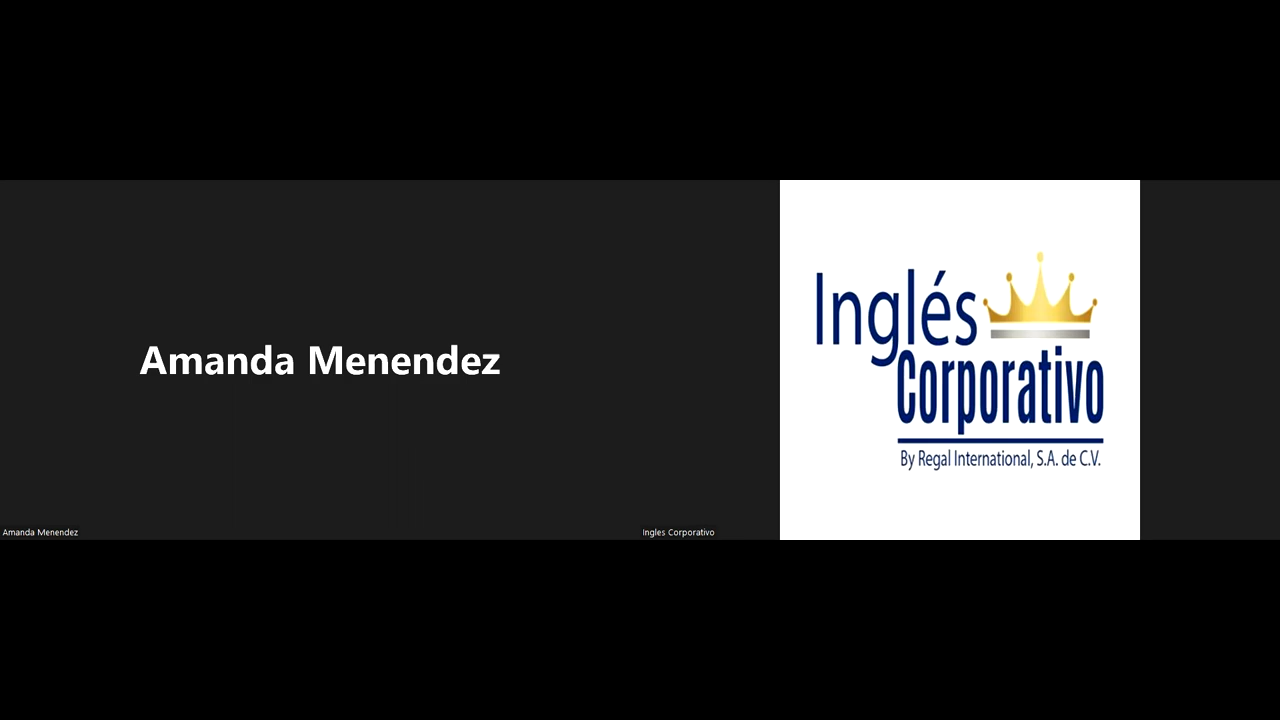 Amanda Menendez
Inglés
Corporativo
By Regal International, S.A. de C.V.
Amanda Menendez
Ingles Corporativo